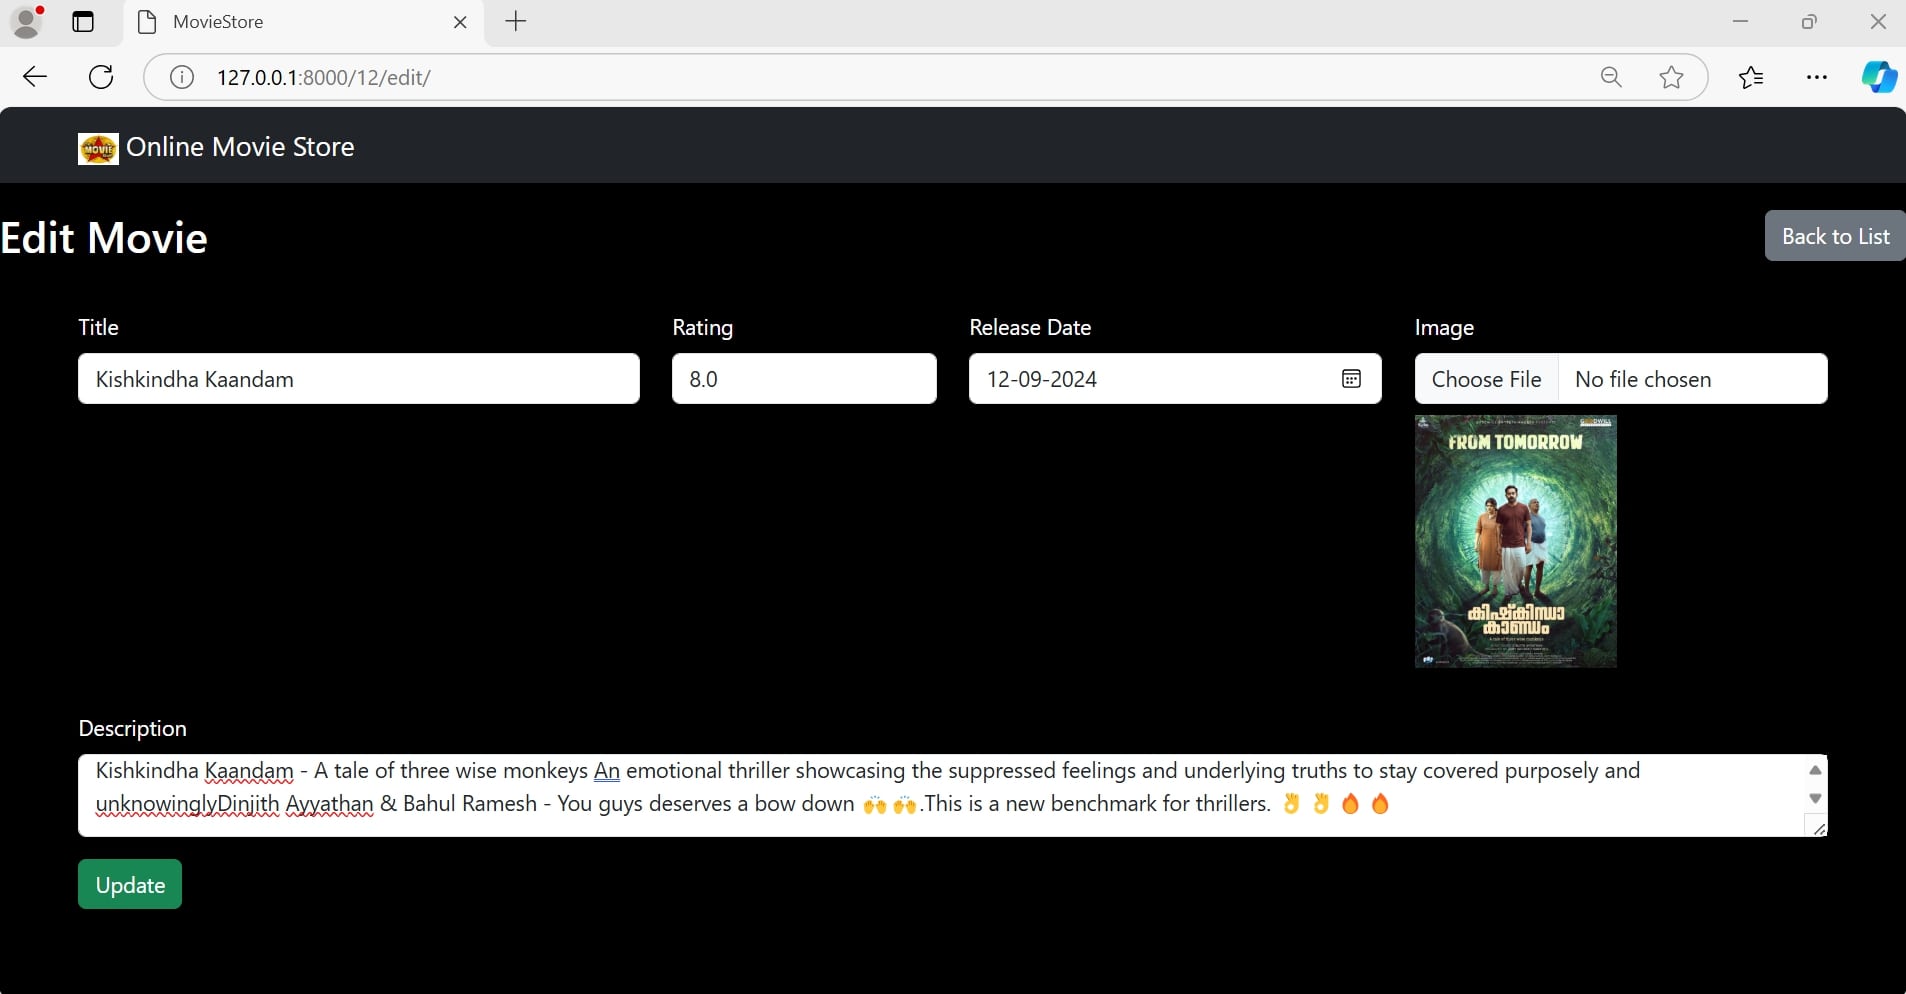 MovieStore
127.0.0.1:8000/12/edit/
MOVIE
Online Movie Store
Edit Movie
Back to List
Title
Rating
Release Date
Image
Kishkindha Kaandam
8.0
12-09-2024
Choose File
No file chosen
GOODWILL
FROM TOMORROW
കിഷ്കിന്ധാ
കാണ്ഡം
Description
Kishkindha Kaandam - A tale of three wise monkeys An emotional thriller showcasing the suppressed feelings and underlying truths to stay covered purposely and
unknowinglyDinjith Ayyathan & Bahul Ramesh - You guys deserves a bow down 🙌 🙌.This is a new benchmark for thrillers. 👌 👌 🔥 🔥
Update